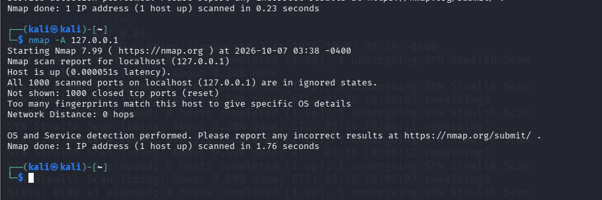 Nmap done: 1 IP address (1 host up) scanned in 0.23 seconds
┌──(kali㉿kali)-[~]
└─$ nmap -A 127.0.0.1
Starting Nmap 7.99 ( https://nmap.org ) at 2026-10-07 03:38 -0400
Nmap scan report for localhost (127.0.0.1)
Host is up (0.000051s latency).
All 1000 scanned ports on localhost (127.0.0.1) are in ignored states.
Not shown: 1000 closed tcp ports (reset)
Too many fingerprints match this host to give specific OS details
Network Distance: 0 hops
OS and Service detection performed. Please report any incorrect results at https://nmap.org/submit/ .
Nmap done: 1 IP address (1 host up) scanned in 1.76 seconds
┌──(kali㉿kali)-[~]
└─$